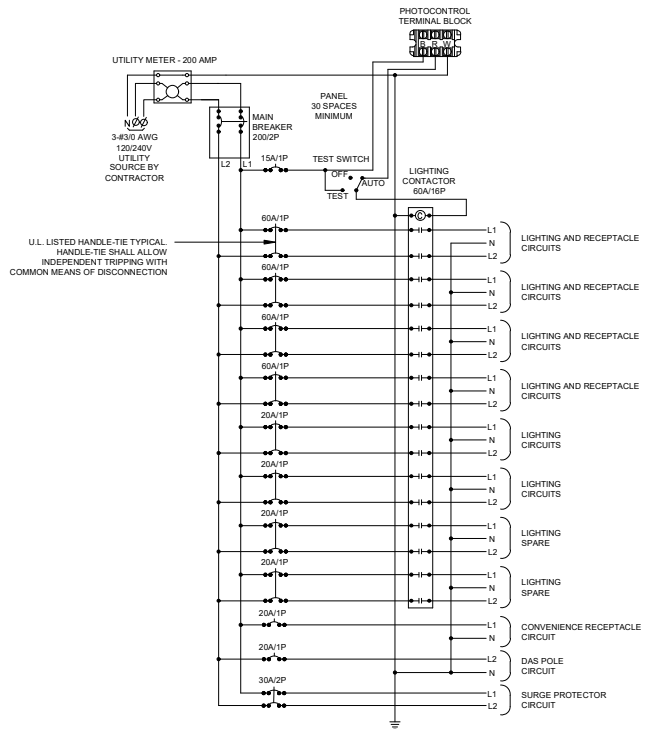 PHOTOCONTROL
TERMINAL BLOCK
B R W
UTILITY METER - 200 AMP
N
3-#3/0 AWG
120/240V
UTILITY
SOURCE BY
CONTRACTOR
MAIN
BREAKER
200/2P
L2 L1
PANEL
30 SPACES
MINIMUM
15A/1P
TEST SWITCH
OFF
AUTO
TEST
LIGHTING
CONTACTOR
60A/16P
C
U.L. LISTED HANDLE-TIE TYPICAL.
HANDLE-TIE SHALL ALLOW
INDEPENDENT TRIPPING WITH
COMMON MEANS OF DISCONNECTION
60A/1P
L1
N
L2
LIGHTING AND RECEPTACLE
CIRCUITS
60A/1P
L1
N
L2
LIGHTING AND RECEPTACLE
CIRCUITS
60A/1P
L1
N
L2
LIGHTING AND RECEPTACLE
CIRCUITS
60A/1P
L1
N
L2
LIGHTING AND RECEPTACLE
CIRCUITS
20A/1P
L1
N
L2
LIGHTING
CIRCUITS
20A/1P
L1
N
L2
LIGHTING
CIRCUITS
20A/1P
L1
N
L2
LIGHTING
SPARE
20A/1P
L1
N
L2
LIGHTING
SPARE
20A/1P
L1
N
CONVENIENCE RECEPTACLE
CIRCUIT
20A/1P
L2
N
DAS POLE
CIRCUIT
30A/2P
L1
L2
SURGE PROTECTOR
CIRCUIT